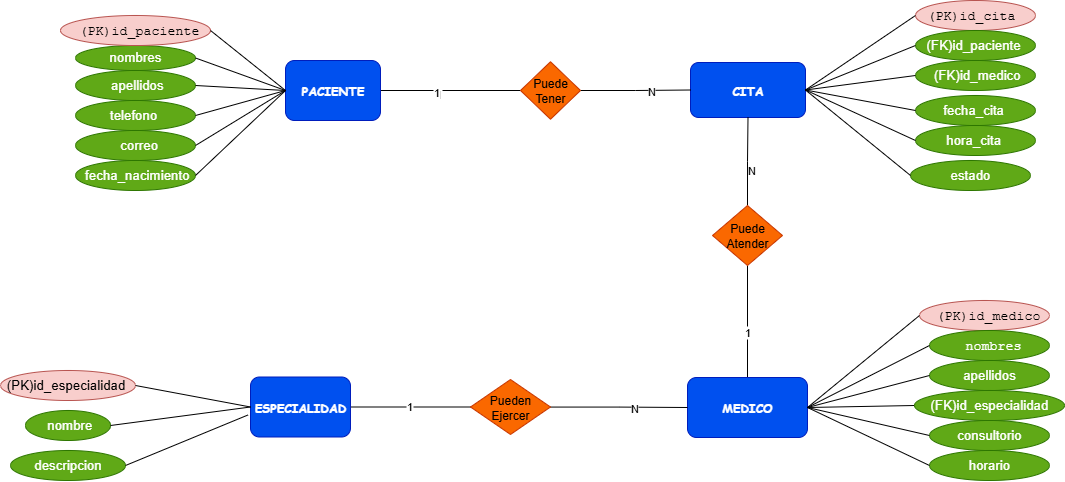 (PK)id_paciente
nombres
apellidos
telefono
correo
fecha_nacimiento
PACIENTE
1
Puede
Tener
N
CITA
(PK)id_cita
(FK)id_paciente
(FK)id_medico
fecha_cita
hora_cita
estado
N
Puede
Atender
1
(PK)id_especialidad
nombre
descripcion
ESPECIALIDAD
1
Pueden
Ejercer
N
MEDICO
(PK)id_medico
nombres
apellidos
(FK)id_especialidad
consultorio
horario